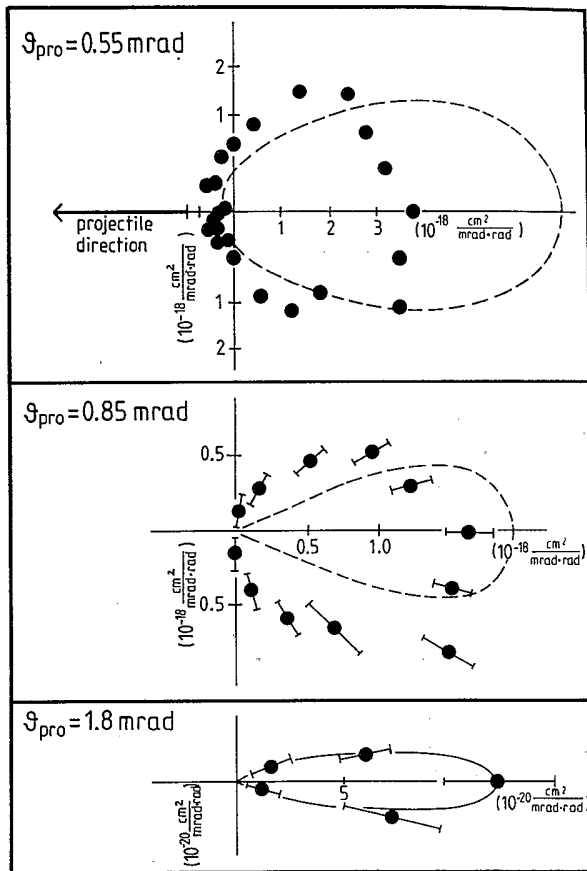 ϑpro = 0.55 mrad
2
1
1 2 3 (10⁻¹⁸ cm²/mrad·rad)
projectile
direction
(10⁻¹⁸ cm²/mrad·rad)
1
2
ϑpro = 0.85 mrad
0.5
0.5 1.0 (10⁻¹⁸ cm²/mrad·rad)
(10⁻¹⁸ cm²/mrad·rad)
0.5
ϑpro = 1.8 mrad
5 (10⁻²⁰ cm²/mrad·rad)
(10⁻²⁰ cm²/mrad·rad)